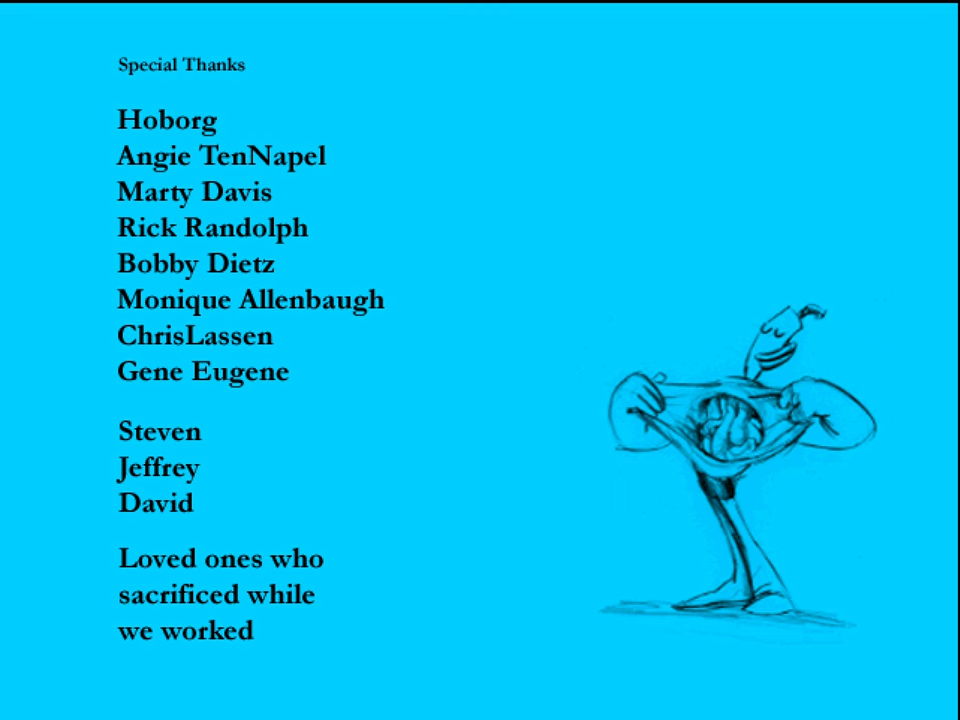 Special Thanks
Hoborg
Angie TenNapel
Marty Davis
Rick Randolph
Bobby Dietz
Monique Allenbaugh
ChrisLassen
Gene Eugene
Steven
Jeffrey
David
Loved ones who
sacrificed while
we worked